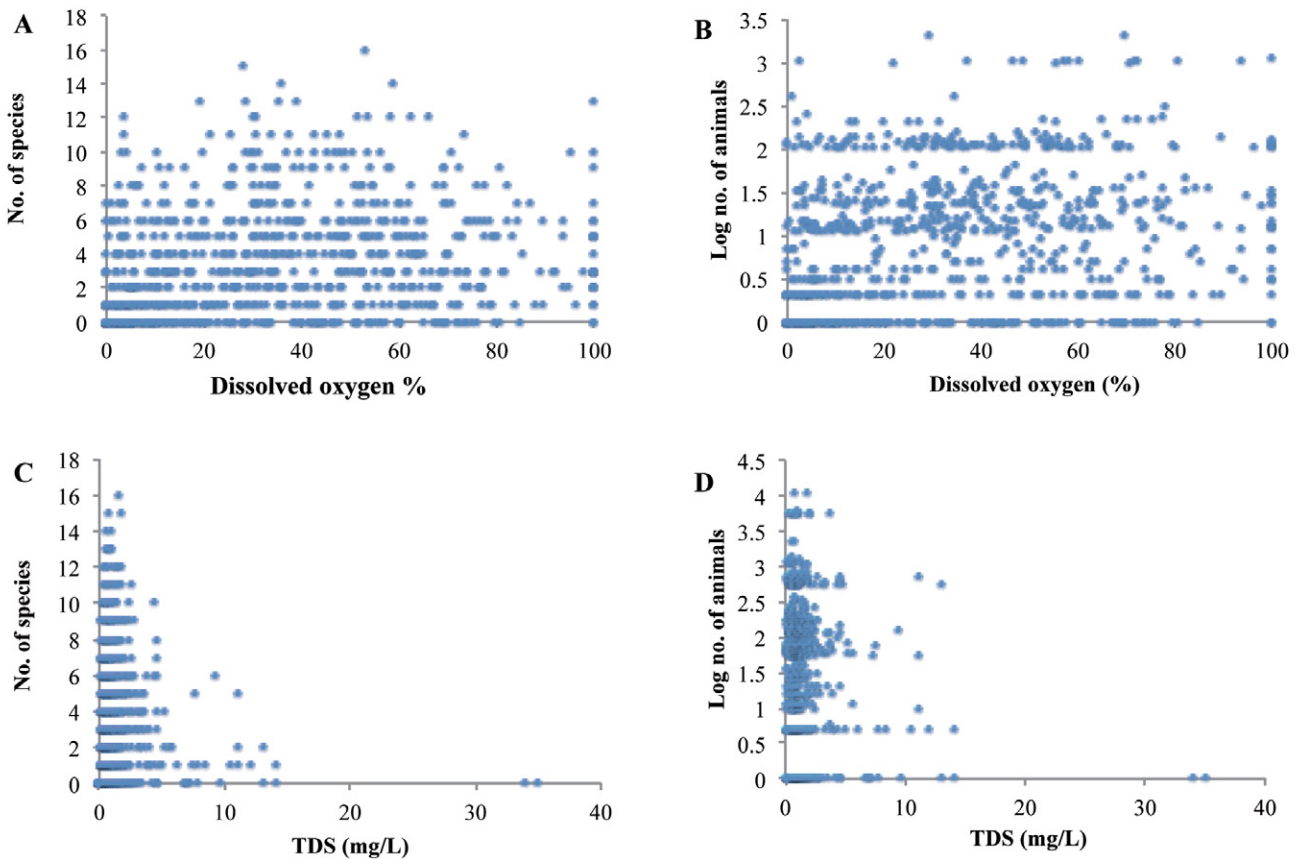 A
No. of species
18
16
14
12
10
8
6
4
2
0
0 20 40 60 80 100
Dissolved oxygen %
B
Log no. of animals
3.5
3
2.5
2
1.5
1
0.5
0
0 20 40 60 80 100
Dissolved oxygen (%)
C
No. of species
18
16
14
12
10
8
6
4
2
0
0 10 20 30 40
TDS (mg/L)
D
Log no. of animals
4.5
4
3.5
3
2.5
2
1.5
1
0.5
0
0 10 20 30 40
TDS (mg/L)